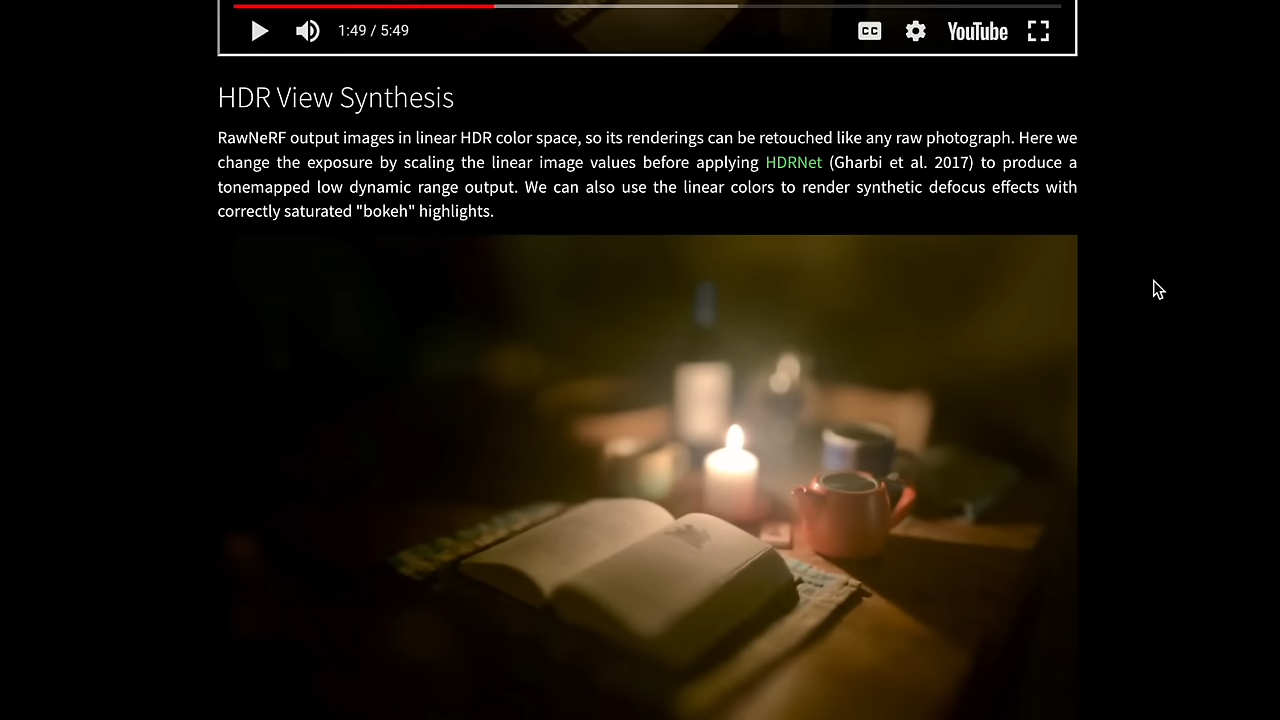 1:49 / 5:49
CC
YouTube
HDR View Synthesis
RawNeRF output images in linear HDR color space, so its renderings can be retouched like any raw photograph. Here we
change the exposure by scaling the linear image values before applying HDRNet (Gharbi et al. 2017) to produce a
tonemapped low dynamic range output. We can also use the linear colors to render synthetic defocus effects with
correctly saturated "bokeh" highlights.